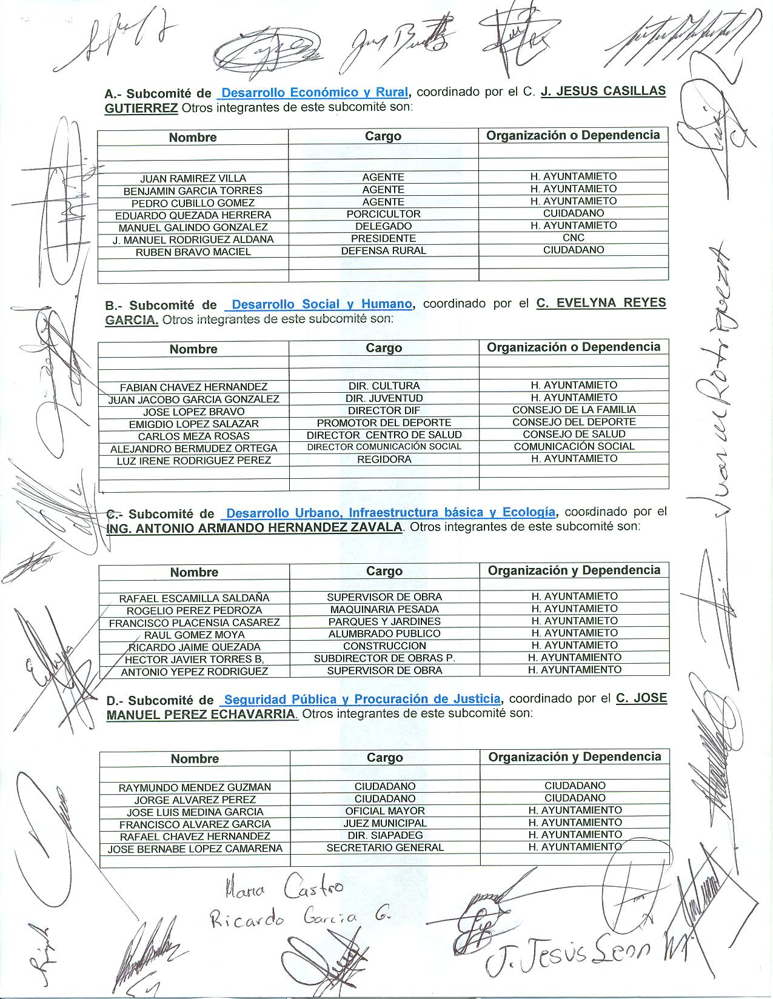 A.- Subcomité de Desarrollo Económico y Rural, coordinado por el C. J. JESUS CASILLAS
GUTIERREZ Otros integrantes de este subcomité son:
Nombre Cargo Organización o Dependencia
JUAN RAMIREZ VILLA AGENTE H. AYUNTAMIETO
BENJAMIN GARCIA TORRES AGENTE H. AYUNTAMIETO
PEDRO CUBILLO GOMEZ AGENTE H. AYUNTAMIETO
EDUARDO QUEZADA HERRERA PORCICULTOR CUIDADANO
MANUEL GALINDO GONZALEZ DELEGADO H. AYUNTAMIETO
J. MANUEL RODRIGUEZ ALDANA PRESIDENTE CNC
RUBEN BRAVO MACIEL DEFENSA RURAL CIUDADANO
B.- Subcomité de Desarrollo Social y Humano, coordinado por el C. EVELYNA REYES
GARCIA. Otros integrantes de este subcomité son:
Nombre Cargo Organización o Dependencia
FABIAN CHAVEZ HERNANDEZ DIR. CULTURA H. AYUNTAMIETO
JUAN JACOBO GARCIA GONZALEZ DIR. JUVENTUD H. AYUNTAMIETO
JOSE LOPEZ BRAVO DIRECTOR DIF CONSEJO DE LA FAMILIA
EMIGDIO LOPEZ SALAZAR PROMOTOR DEL DEPORTE CONSEJO DEL DEPORTE
CARLOS MEZA ROSAS DIRECTOR CENTRO DE SALUD CONSEJO DE SALUD
ALEJANDRO BERMUDEZ ORTEGA DIRECTOR COMUNICACIÓN SOCIAL COMUNICACIÓN SOCIAL
LUZ IRENE RODRIGUEZ PEREZ REGIDORA H. AYUNTAMIETO
C.- Subcomité de Desarrollo Urbano, Infraestructura básica y Ecología, coordinado por el
ING. ANTONIO ARMANDO HERNANDEZ ZAVALA. Otros integrantes de este subcomité son:
Nombre Cargo Organización y Dependencia
RAFAEL ESCAMILLA SALDAÑA SUPERVISOR DE OBRA H. AYUNTAMIETO
ROGELIO PEREZ PEDROZA MAQUINARIA PESADA H. AYUNTAMIETO
FRANCISCO PLACENSIA CASAREZ PARQUES Y JARDINES H. AYUNTAMIETO
RAUL GOMEZ MOYA ALUMBRADO PUBLICO H. AYUNTAMIETO
RICARDO JAIME QUEZADA CONSTRUCCION H. AYUNTAMIETO
HECTOR JAVIER TORRES B, SUBDIRECTOR DE OBRAS P. H. AYUNTAMIENTO
ANTONIO YEPEZ RODRIGUEZ SUPERVISOR DE OBRA H. AYUNTAMIENTO
D.- Subcomité de Seguridad Pública y Procuración de Justicia, coordinado por el C. JOSE
MANUEL PEREZ ECHAVARRIA. Otros integrantes de este subcomité son:
Nombre Cargo Organización y Dependencia
RAYMUNDO MENDEZ GUZMAN CIUDADANO CIUDADANO
JORGE ALVAREZ PEREZ CIUDADANO CIUDADANO
JOSE LUIS MEDINA GARCIA OFICIAL MAYOR H. AYUNTAMIENTO
FRANCISCO ALVAREZ GARCIA JUEZ MUNICIPAL H. AYUNTAMIENTO
RAFAEL CHAVEZ HERNANDEZ DIR. SIAPADEG H. AYUNTAMIENTO
JOSE BERNABE LOPEZ CAMARENA SECRETARIO GENERAL H. AYUNTAMIENTO
Maria Castro
Ricardo Garcia G.
J. Jesús Leon M.